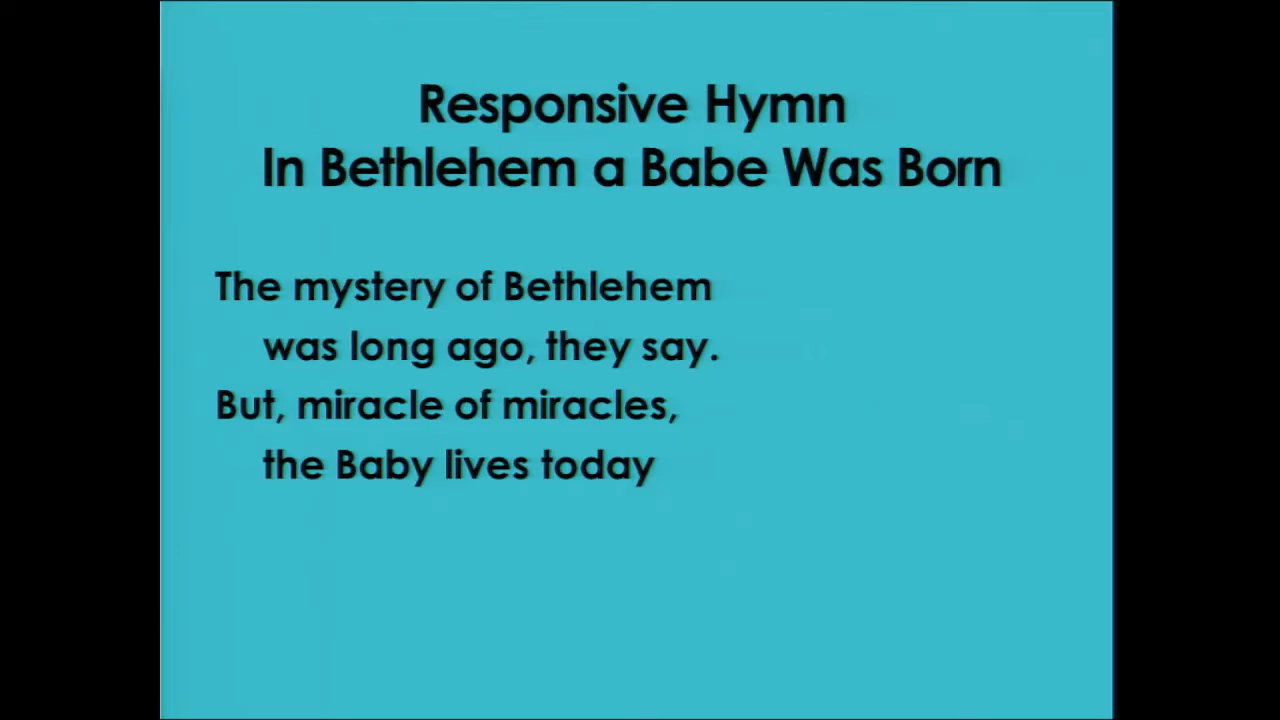 Responsive Hymn
In Bethlehem a Babe Was Born
The mystery of Bethlehem
was long ago, they say.
But, miracle of miracles,
the Baby lives today